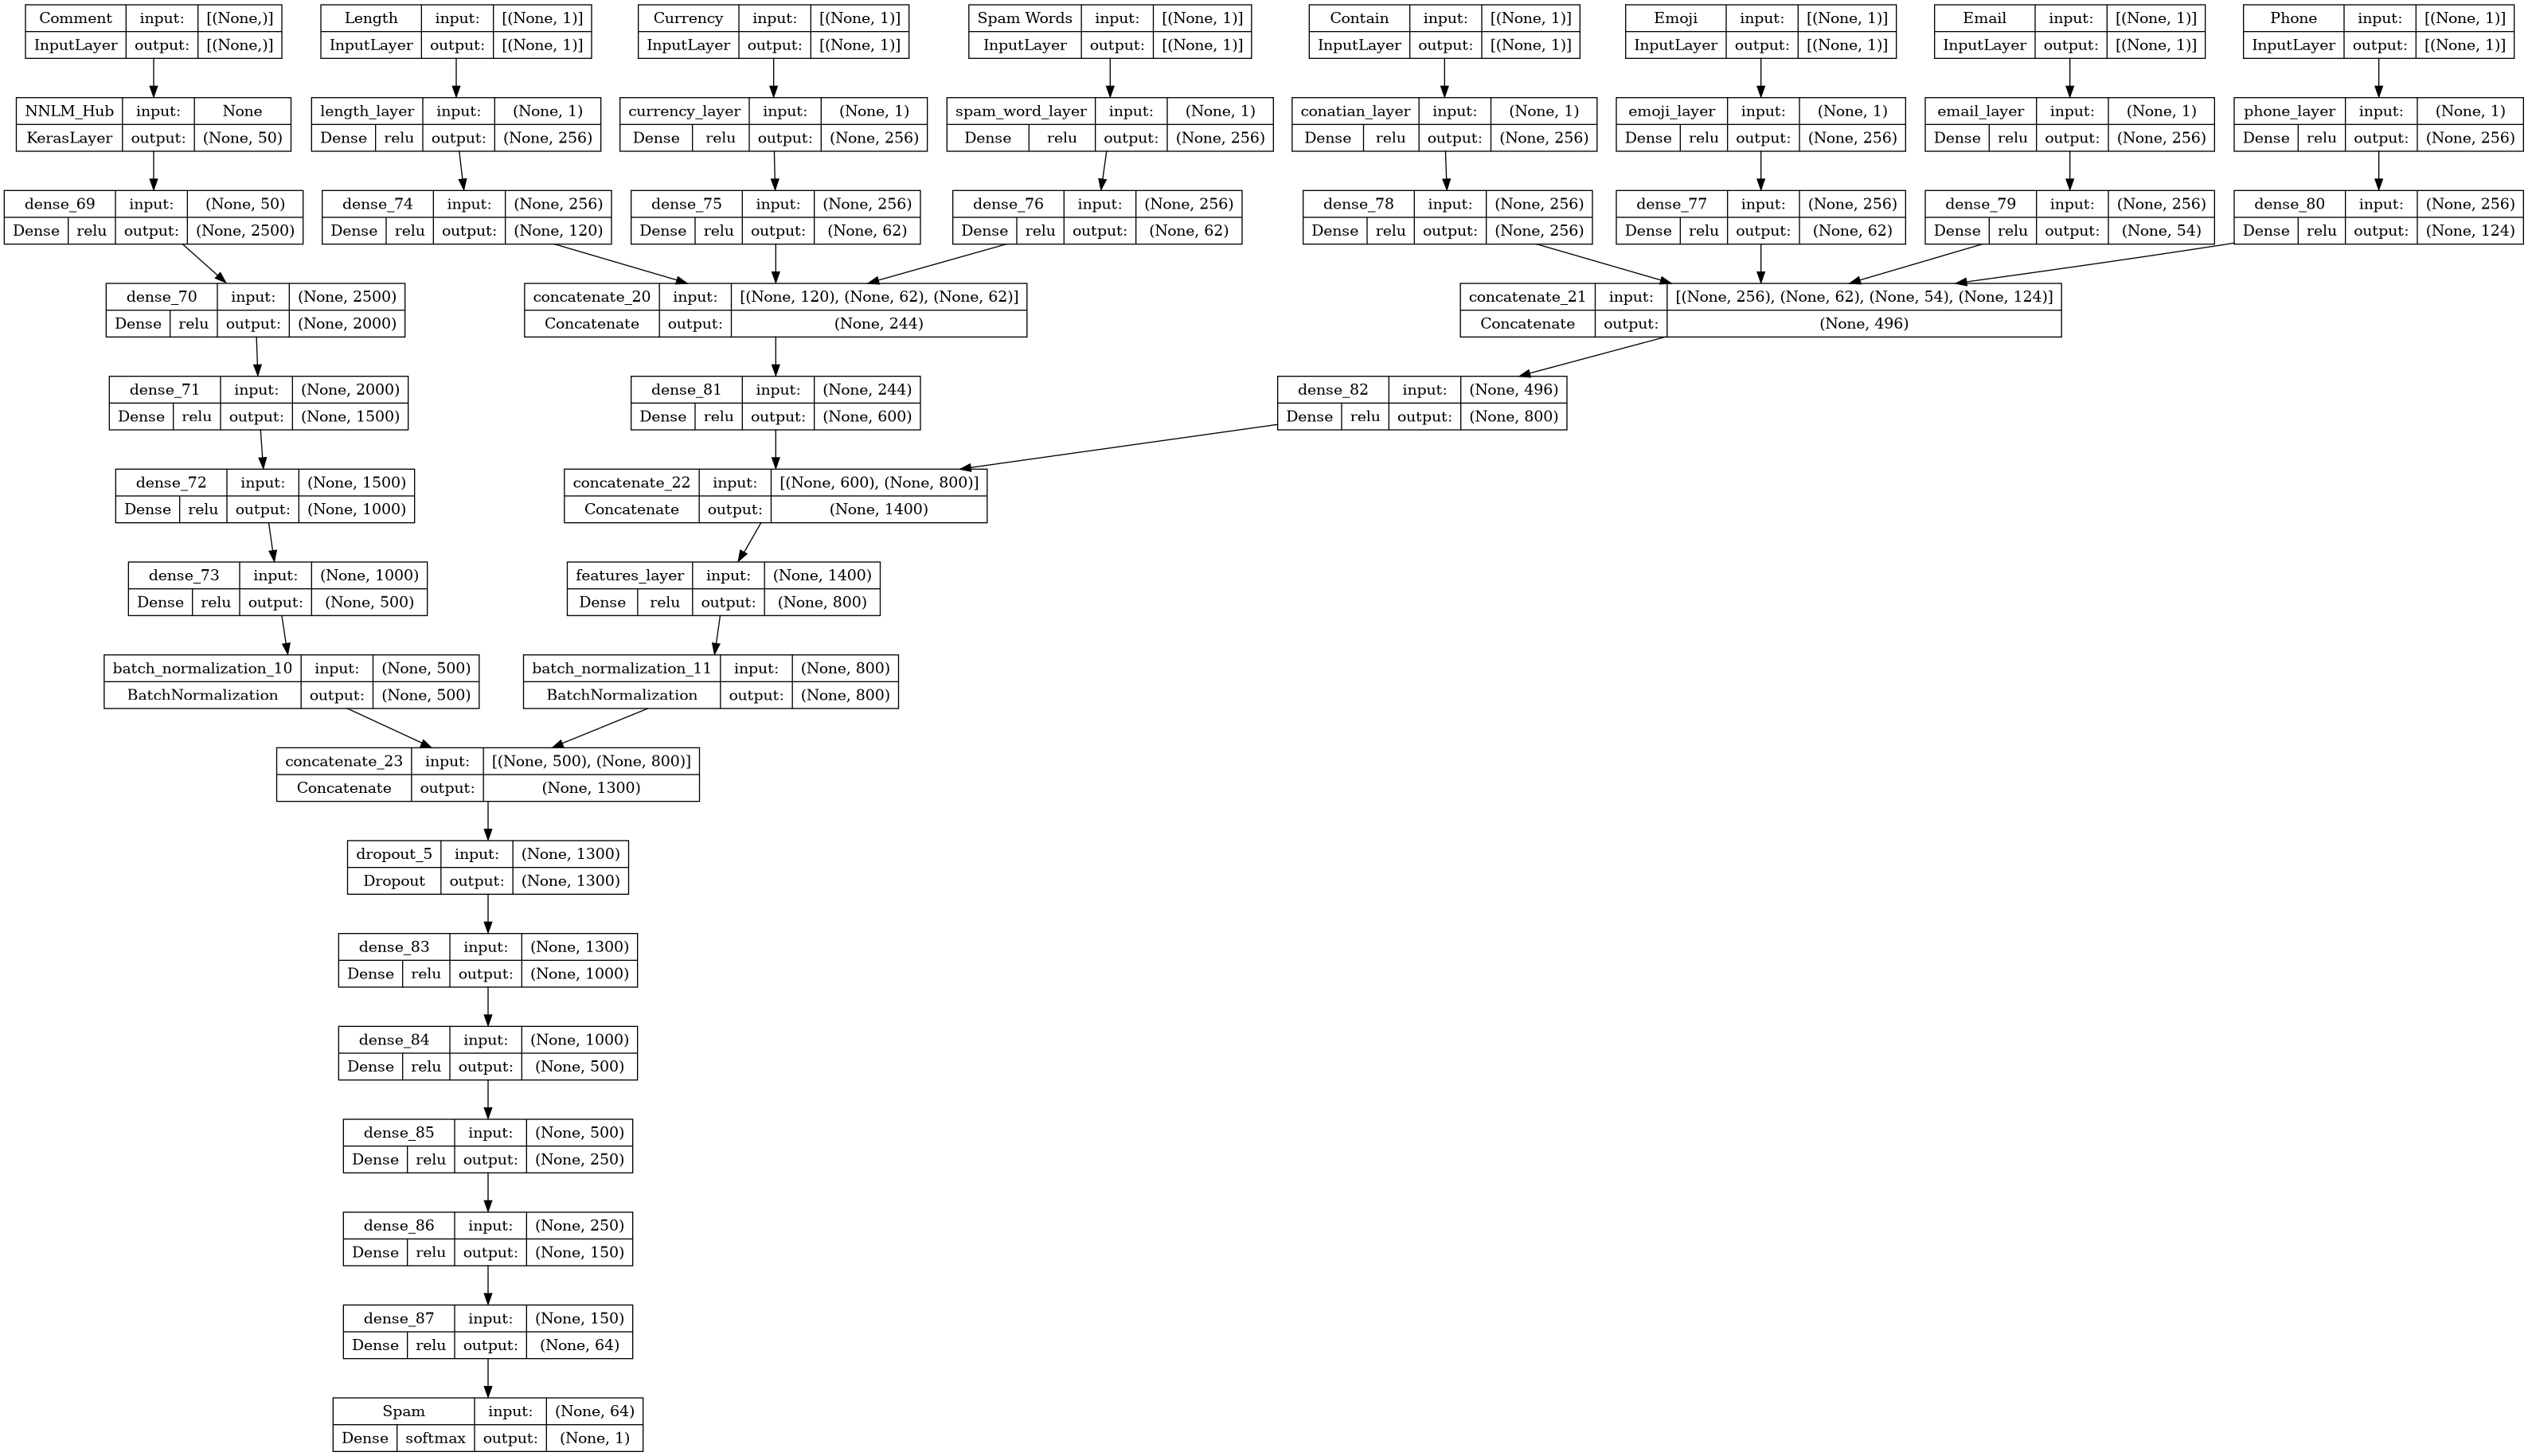 Comment input: [(None,)]
InputLayer output: [(None,)]
Length input: [(None, 1)]
InputLayer output: [(None, 1)]
Currency input: [(None, 1)]
InputLayer output: [(None, 1)]
Spam Words input: [(None, 1)]
InputLayer output: [(None, 1)]
Contain input: [(None, 1)]
InputLayer output: [(None, 1)]
Emoji input: [(None, 1)]
InputLayer output: [(None, 1)]
Email input: [(None, 1)]
InputLayer output: [(None, 1)]
Phone input: [(None, 1)]
InputLayer output: [(None, 1)]
NNLM_Hub input: None
KerasLayer output: (None, 50)
length_layer input: (None, 1)
Dense relu output: (None, 256)
currency_layer input: (None, 1)
Dense relu output: (None, 256)
spam_word_layer input: (None, 1)
Dense relu output: (None, 256)
conatian_layer input: (None, 1)
Dense relu output: (None, 256)
emoji_layer input: (None, 1)
Dense relu output: (None, 256)
email_layer input: (None, 1)
Dense relu output: (None, 256)
phone_layer input: (None, 1)
Dense relu output: (None, 256)
dense_69 input: (None, 50)
Dense relu output: (None, 2500)
dense_74 input: (None, 256)
Dense relu output: (None, 120)
dense_75 input: (None, 256)
Dense relu output: (None, 62)
dense_76 input: (None, 256)
Dense relu output: (None, 62)
dense_78 input: (None, 256)
Dense relu output: (None, 256)
dense_77 input: (None, 256)
Dense relu output: (None, 62)
dense_79 input: (None, 256)
Dense relu output: (None, 54)
dense_80 input: (None, 256)
Dense relu output: (None, 124)
dense_70 input: (None, 2500)
Dense relu output: (None, 2000)
concatenate_20 input: [(None, 120), (None, 62), (None, 62)]
Concatenate output: (None, 244)
concatenate_21 input: [(None, 256), (None, 62), (None, 54), (None, 124)]
Concatenate output: (None, 496)
dense_71 input: (None, 2000)
Dense relu output: (None, 1500)
dense_81 input: (None, 244)
Dense relu output: (None, 600)
dense_82 input: (None, 496)
Dense relu output: (None, 800)
dense_72 input: (None, 1500)
Dense relu output: (None, 1000)
concatenate_22 input: [(None, 600), (None, 800)]
Concatenate output: (None, 1400)
dense_73 input: (None, 1000)
Dense relu output: (None, 500)
features_layer input: (None, 1400)
Dense relu output: (None, 800)
batch_normalization_10 input: (None, 500)
BatchNormalization output: (None, 500)
batch_normalization_11 input: (None, 800)
BatchNormalization output: (None, 800)
concatenate_23 input: [(None, 500), (None, 800)]
Concatenate output: (None, 1300)
dropout_5 input: (None, 1300)
Dropout output: (None, 1300)
dense_83 input: (None, 1300)
Dense relu output: (None, 1000)
dense_84 input: (None, 1000)
Dense relu output: (None, 500)
dense_85 input: (None, 500)
Dense relu output: (None, 250)
dense_86 input: (None, 250)
Dense relu output: (None, 150)
dense_87 input: (None, 150)
Dense relu output: (None, 64)
Spam input: (None, 64)
Dense softmax output: (None, 1)